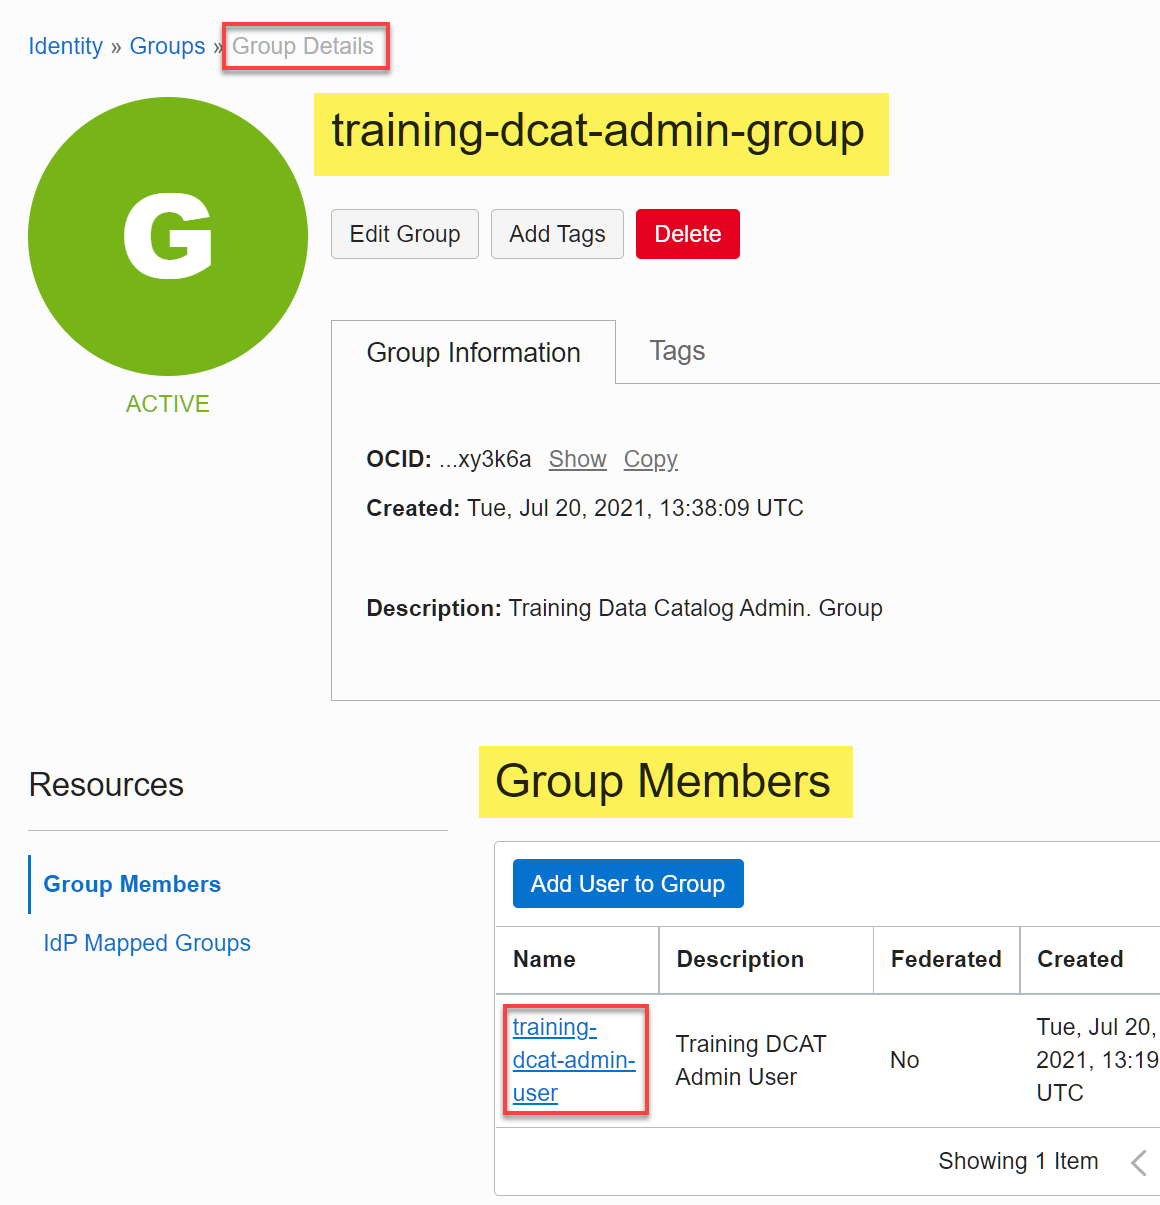 Identity » Groups » Group Details
G
ACTIVE
training-dcat-admin-group
Edit Group
Add Tags
Delete
Group Information
Tags
OCID: ...xy3k6a Show Copy
Created: Tue, Jul 20, 2021, 13:38:09 UTC
Description: Training Data Catalog Admin. Group
Resources
Group Members
IdP Mapped Groups
Group Members
Add User to Group
Name Description Federated Created
training-
dcat-admin-
user
Training DCAT
Admin User
No
Tue, Jul 20,
2021, 13:19
UTC
Showing 1 Item